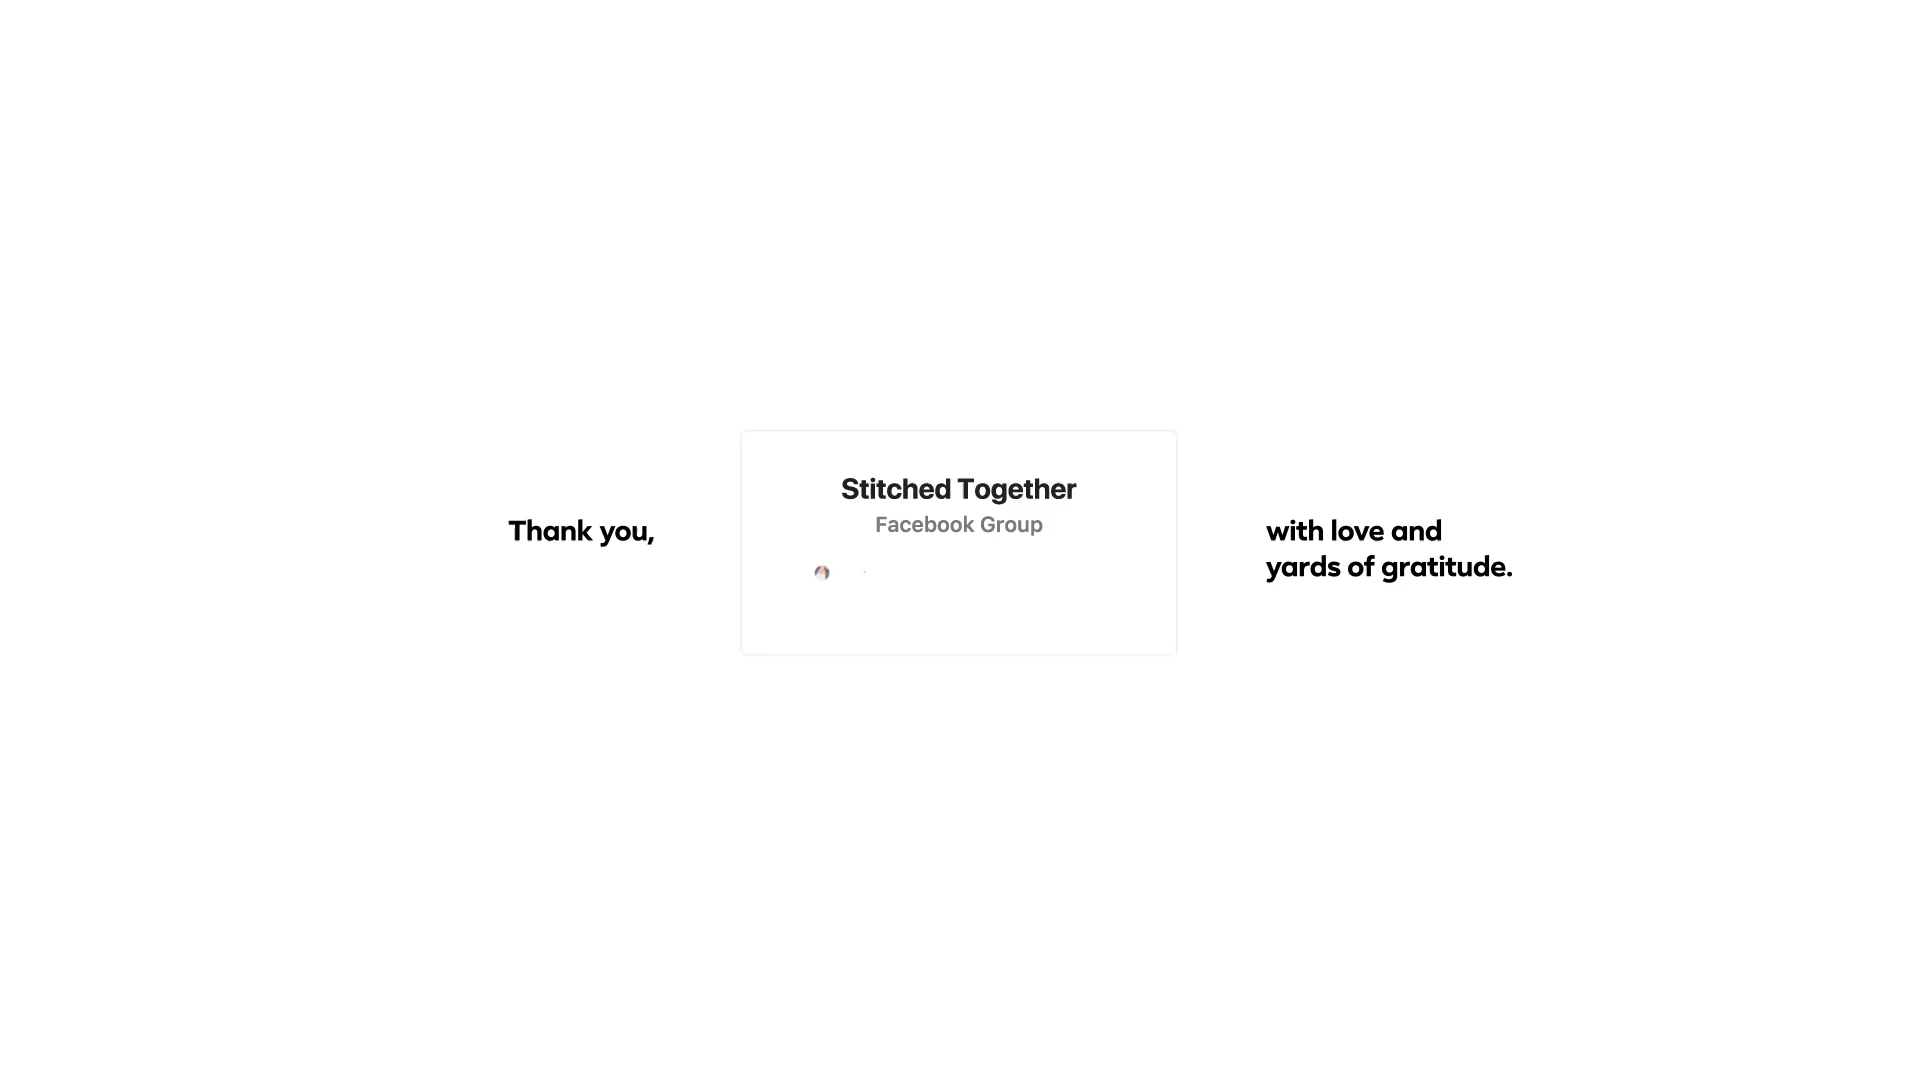 Thank you,
Stitched Together
Facebook Group
with love and
yards of gratitude.